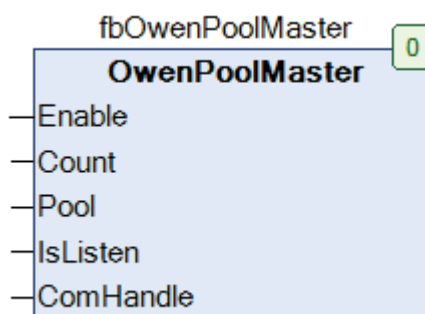 fbOwenPoolMaster
0
OwenPoolMaster
Enable
Count
Pool
IsListen
ComHandle